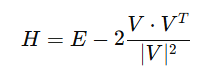 H = E - 2 \frac{V \cdot V^T}{|V|^2}